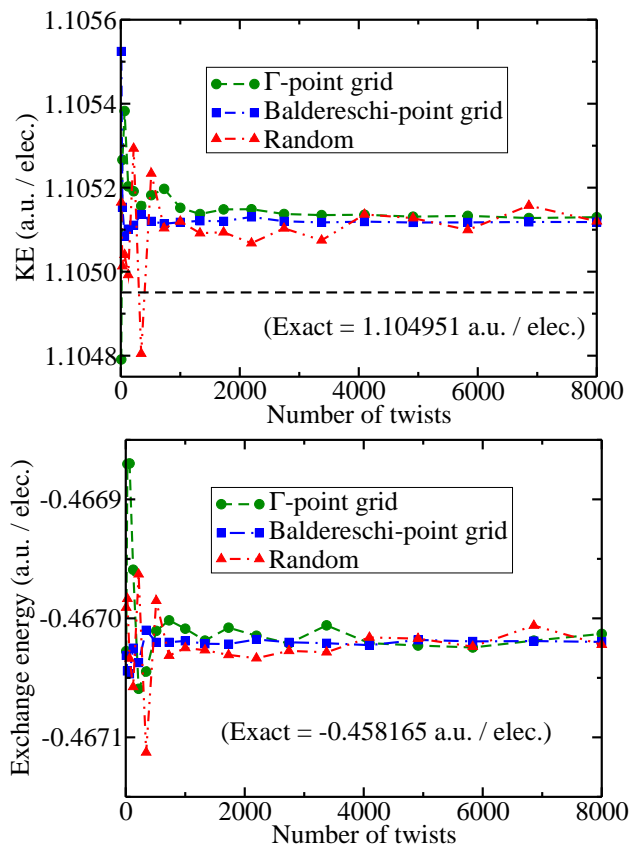 1.1056
1.1054
1.1052
1.1050
1.1048
KE (a.u. / elec.)
Γ-point grid
Baldereschi-point grid
Random
(Exact = 1.104951 a.u. / elec.)
0 2000 4000 6000 8000
Number of twists
-0.4669
-0.4670
-0.4671
Exchange energy (a.u. / elec.)
Γ-point grid
Baldereschi-point grid
Random
(Exact = -0.458165 a.u. / elec.)
0 2000 4000 6000 8000
Number of twists